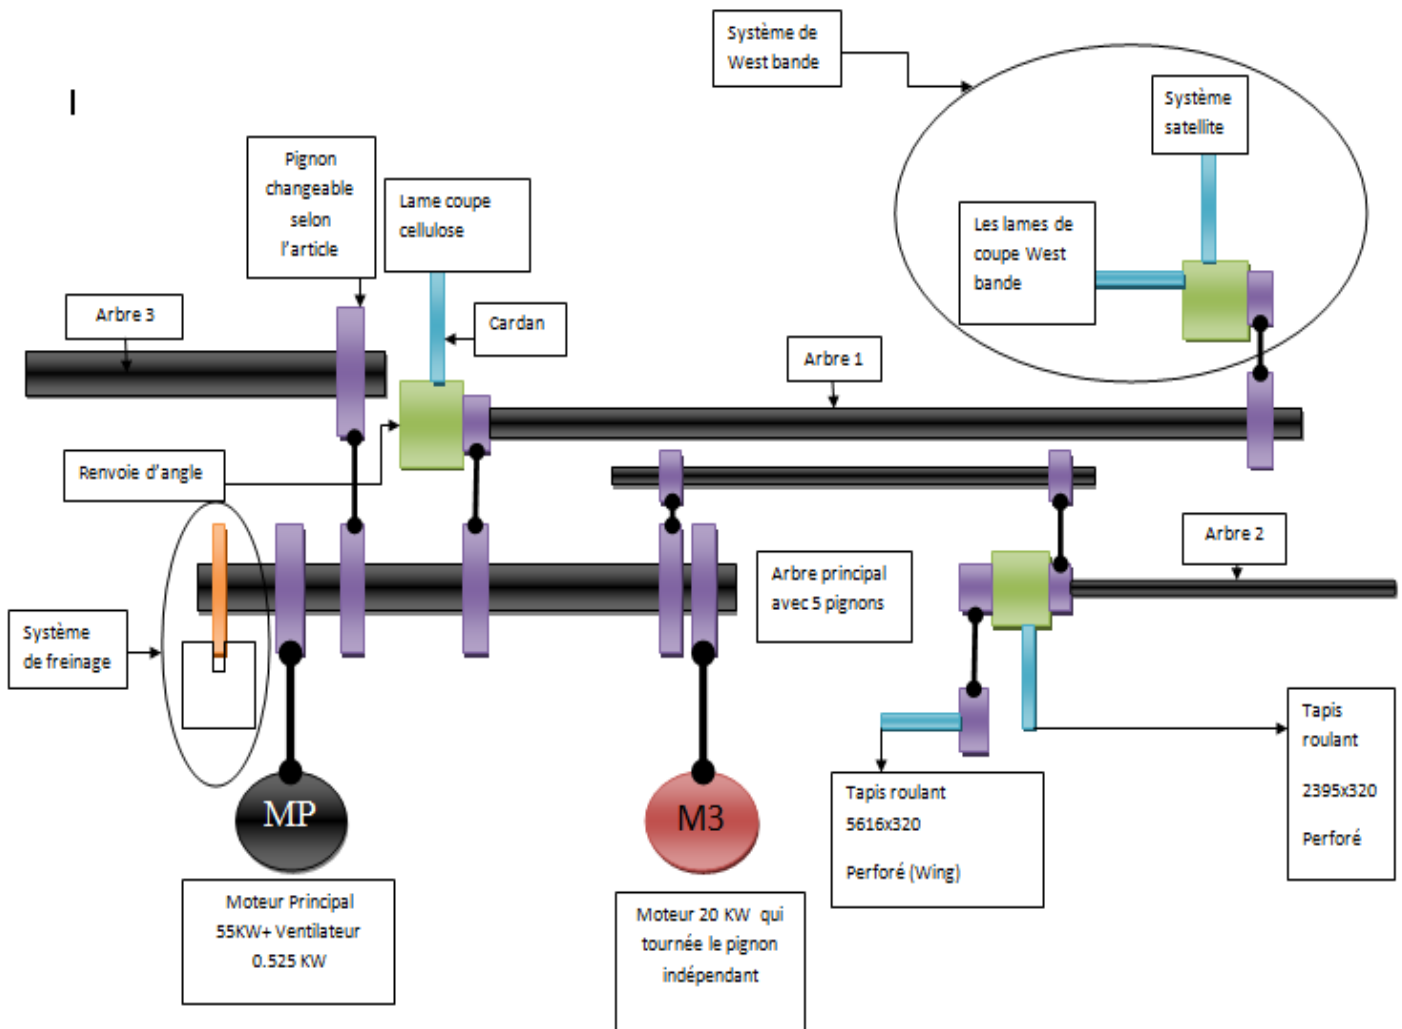 Système de
West bande
Système
satellite
I
Pignon
changeable
selon
l'article
Lame coupe
cellulose
Les lames de
coupe West
bande
Arbre 3
Cardan
Arbre 1
Renvoie d'angle
Arbre 2
Arbre principal
avec 5 pignons
Système
de freinage
Tapis
roulant
2395x320
Perforé
MP
M3
Tapis roulant
5616x320
Perforé (Wing)
Moteur Principal
55KW+ Ventilateur
0.525 KW
Moteur 20 KW qui
tournée le pignon
indépendant